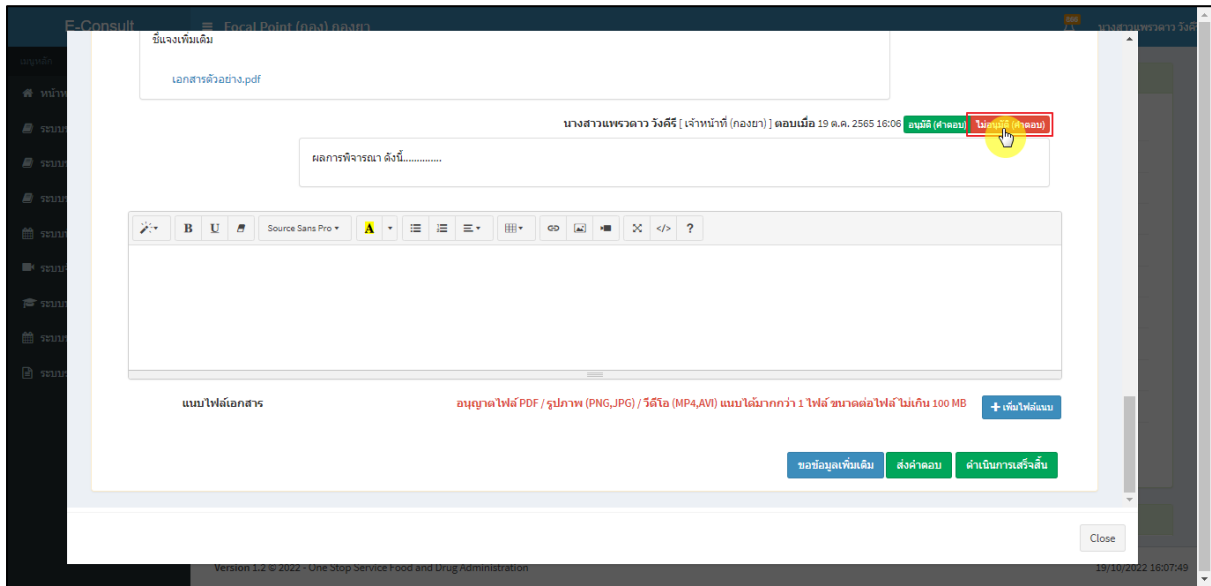 E-Consult
Focal Point (กอง) กองยา
นางสาวแพรวดาว วังคีรี
ชี้แจงเพิ่มเติม
เมนูหลัก
เอกสารตัวอย่าง.pdf
นางสาวแพรวดาว วังคีรี [ เจ้าหน้าที่ (กองยา) ] ตอบเมื่อ 19 ต.ค. 2565 16:06 อนุมัติ (คำตอบ) ไม่อนุมัติ (คำตอบ)
ผลการพิจารณา ดังนี้..............
B U Source Sans Pro A </> ?
แนบไฟล์เอกสาร
อนุญาตไฟล์ PDF / รูปภาพ (PNG,JPG) / วีดีโอ (MP4,AVI) แนบได้มากกว่า 1 ไฟล์ ขนาดต่อไฟล์ ไม่เกิน 100 MB
เพิ่มไฟล์แนบ
ขอข้อมูลเพิ่มเติม ส่งคำตอบ ดำเนินการเสร็จสิ้น
Close
Version 1.2 © 2022 - One Stop Service Food and Drug Administration
19/10/2022 16:07:49